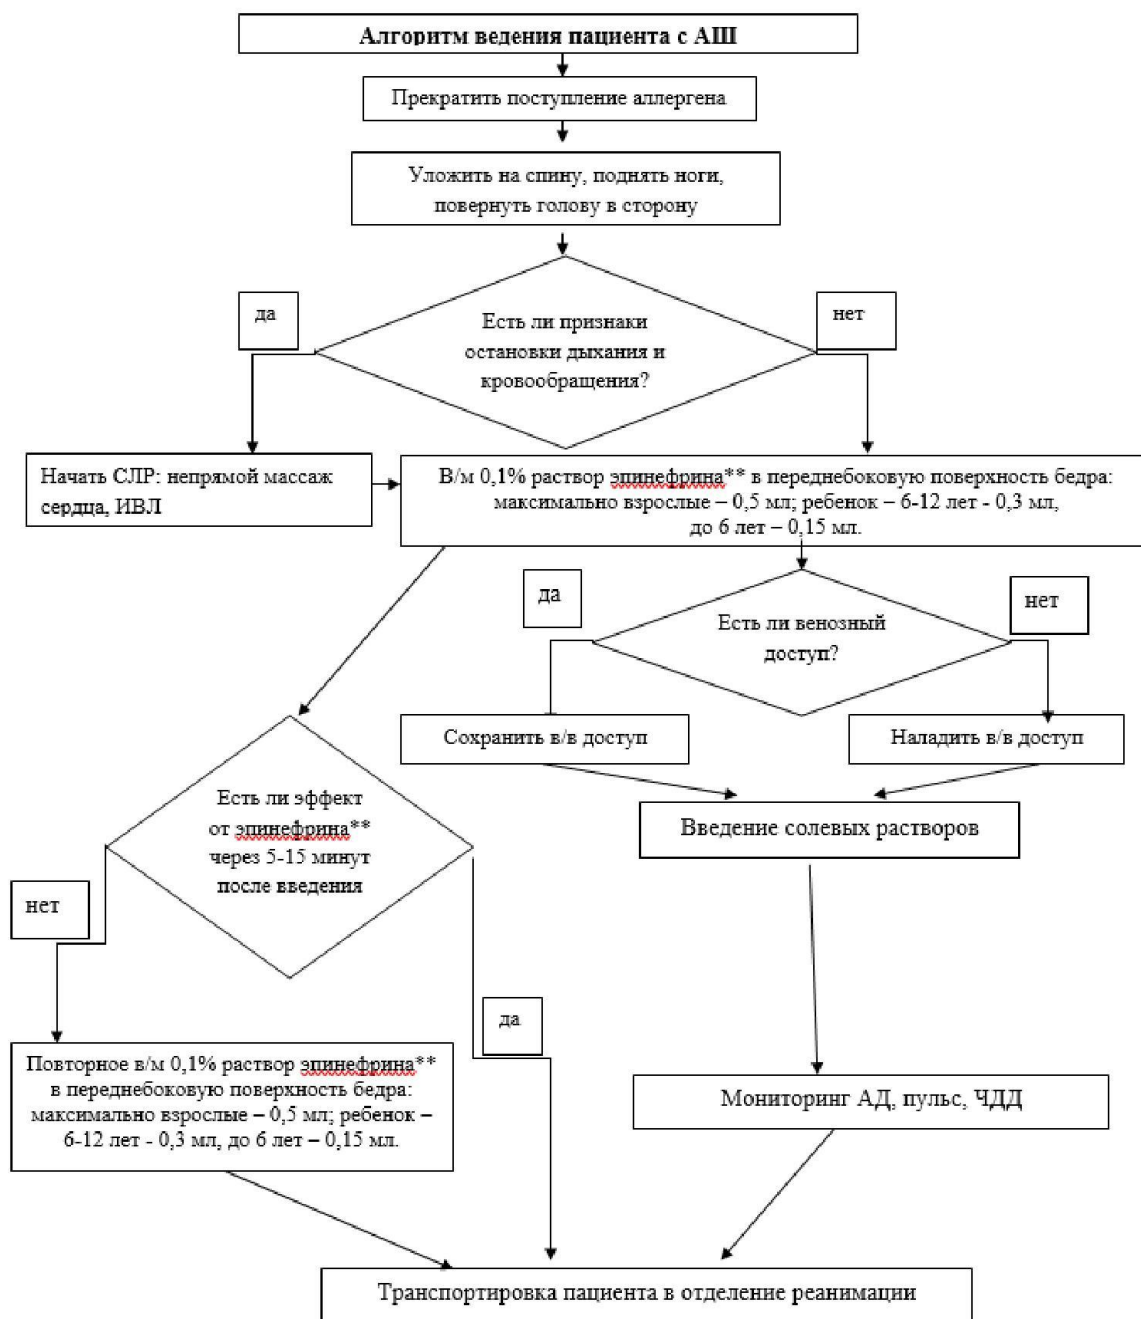 Алгоритм ведения пациента с АШ
Прекратить поступление аллергена
Уложить на спину, поднять ноги,
повернуть голову в сторону
да
нет
Есть ли признаки
остановки дыхания и
кровообращения?
Начать СЛР: непрямой массаж
сердца, ИВЛ
В/м 0,1% раствор эпинефрина** в переднебоковую поверхность бедра:
максимально взрослые – 0,5 мл; ребенок – 6-12 лет - 0,3 мл,
до 6 лет – 0,15 мл.
да
нет
Есть ли венозный
доступ?
Сохранить в/в доступ
Наладить в/в доступ
Введение солевых растворов
Есть ли эффект
от эпинефрина**
через 5-15 минут
после введения
нет
да
Повторное в/м 0,1% раствор эпинефрина**
в переднебоковую поверхность бедра:
максимально взрослые – 0,5 мл; ребенок –
6-12 лет - 0,3 мл, до 6 лет – 0,15 мл.
Мониторинг АД, пульс, ЧДД
Транспортировка пациента в отделение реанимации